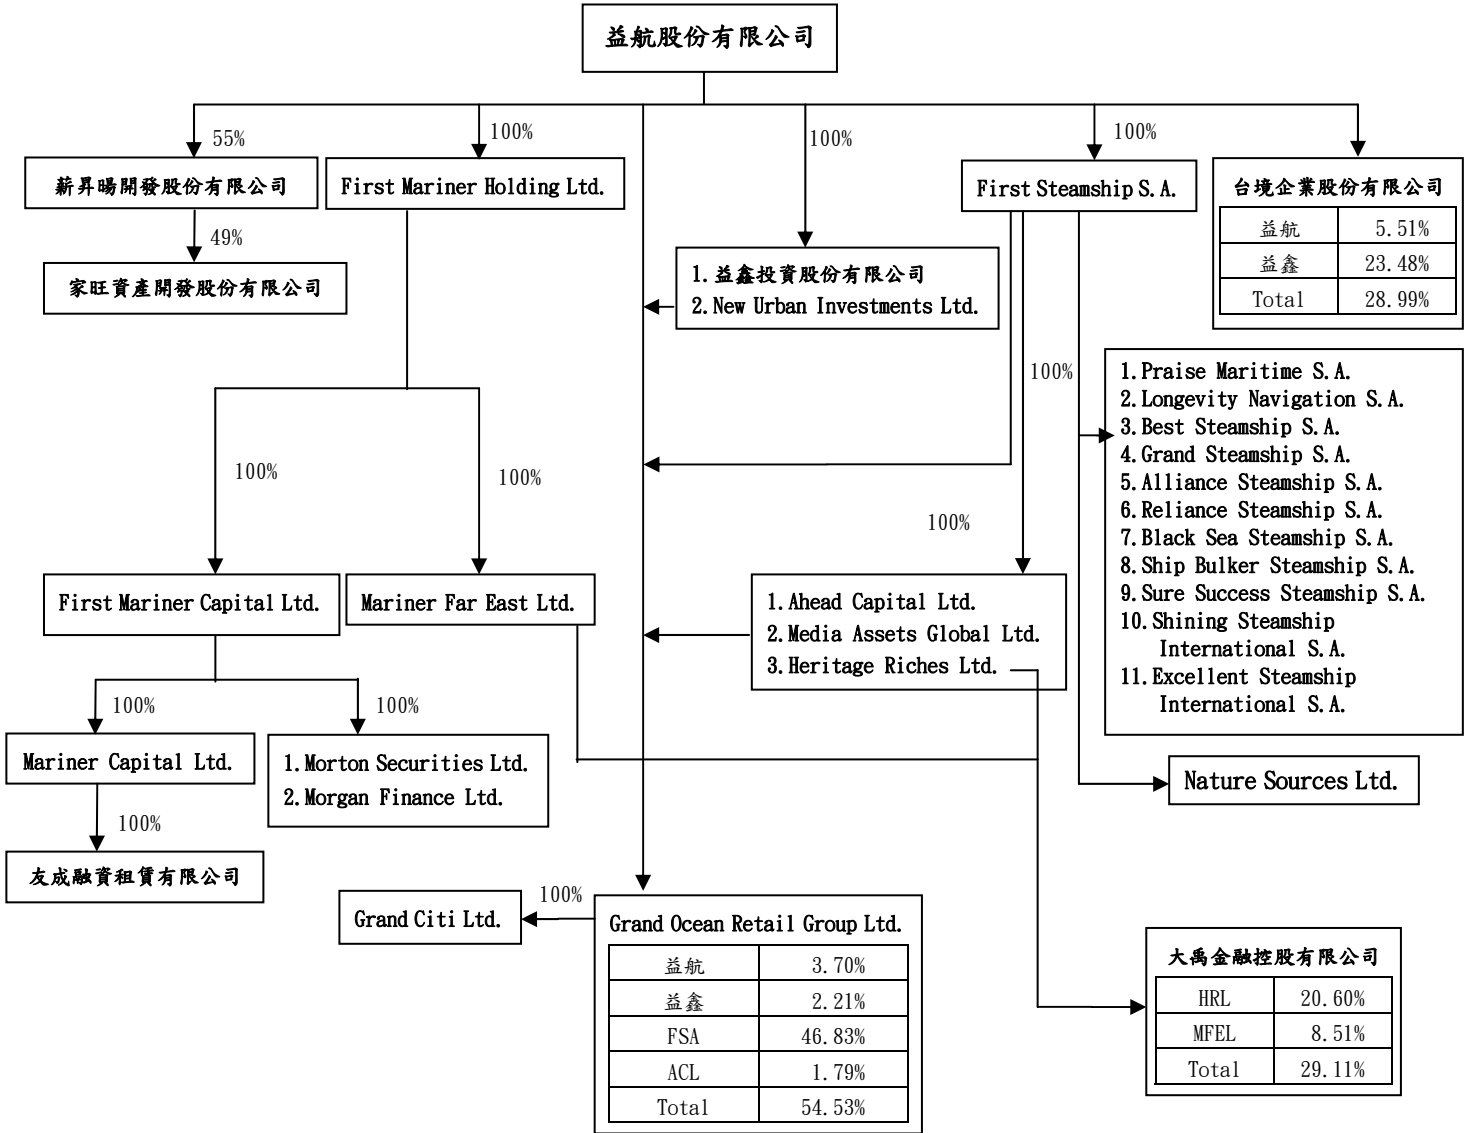 益航股份有限公司
55%
100%
100%
100%
薪昇暘開發股份有限公司
First Mariner Holding Ltd.
First Steamship S.A.
台境企業股份有限公司
益航 5.51%
益鑫 23.48%
Total 28.99%
49%
家旺資產開發股份有限公司
1.益鑫投資股份有限公司
2.New Urban Investments Ltd.
100%
1.Praise Maritime S.A.
2.Longevity Navigation S.A.
3.Best Steamship S.A.
4.Grand Steamship S.A.
5.Alliance Steamship S.A.
6.Reliance Steamship S.A.
7.Black Sea Steamship S.A.
8.Ship Bulker Steamship S.A.
9.Sure Success Steamship S.A.
10.Shining Steamship
International S.A.
11.Excellent Steamship
International S.A.
100%
100%
100%
First Mariner Capital Ltd.
Mariner Far East Ltd.
1.Ahead Capital Ltd.
2.Media Assets Global Ltd.
3.Heritage Riches Ltd.
100%
100%
Mariner Capital Ltd.
1.Morton Securities Ltd.
2.Morgan Finance Ltd.
Nature Sources Ltd.
100%
友成融資租賃有限公司
100%
Grand Citi Ltd.
Grand Ocean Retail Group Ltd.
益航 3.70%
益鑫 2.21%
FSA 46.83%
ACL 1.79%
Total 54.53%
大禹金融控股有限公司
HRL 20.60%
MFEL 8.51%
Total 29.11%